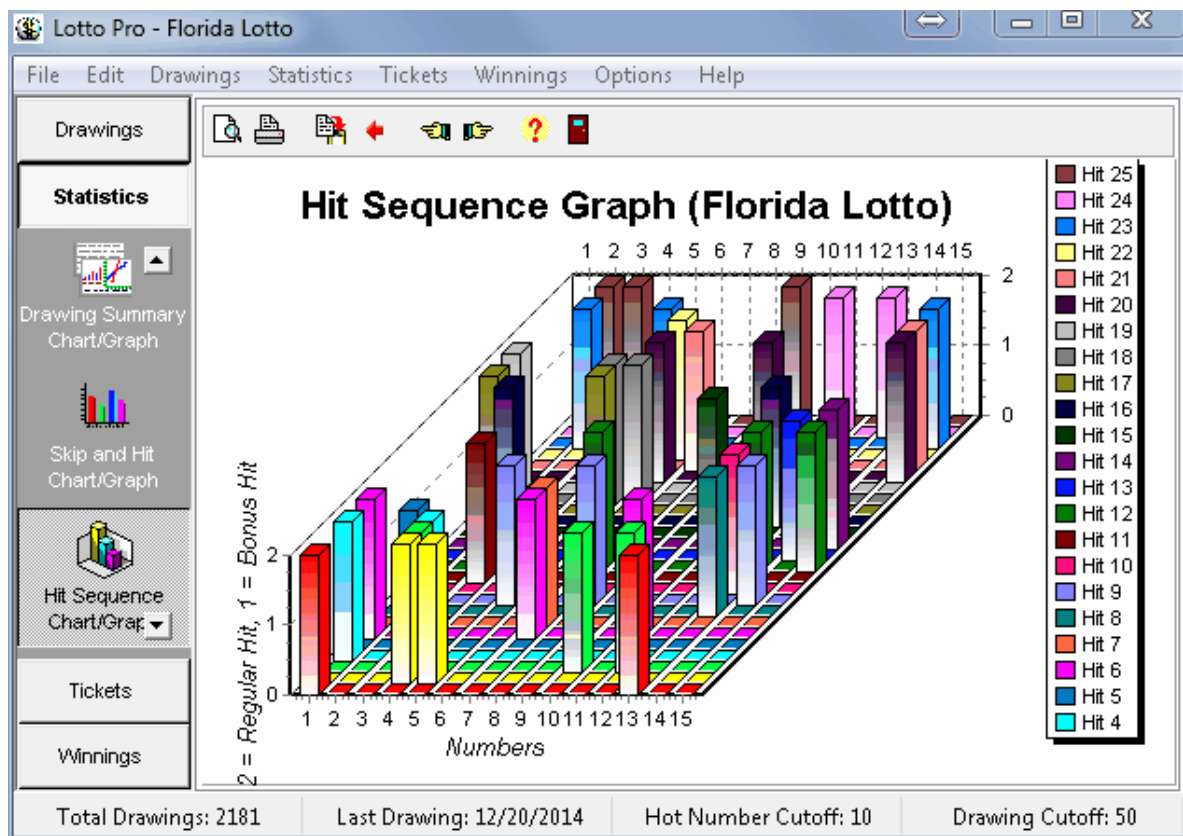 Lotto Pro - Florida Lotto
File Edit Drawings Statistics Tickets Winnings Options Help
Drawings
Statistics
Drawing Summary
Chart/Graph
Skip and Hit
Chart/Graph
Hit Sequence
Chart/Grap
Tickets
Winnings
Hit Sequence Graph (Florida Lotto)
1 2 3 4 5 6 7 8 9 10 11 12 13 14 15
2
1
0
2
1
0
2 = Regular Hit, 1 = Bonus Hit
1 2 3 4 5 6 7 8 9 10 11 12 13 14 15
Numbers
Hit 25
Hit 24
Hit 23
Hit 22
Hit 21
Hit 20
Hit 19
Hit 18
Hit 17
Hit 16
Hit 15
Hit 14
Hit 13
Hit 12
Hit 11
Hit 10
Hit 9
Hit 8
Hit 7
Hit 6
Hit 5
Hit 4
Total Drawings: 2181 Last Drawing: 12/20/2014 Hot Number Cutoff: 10 Drawing Cutoff: 50